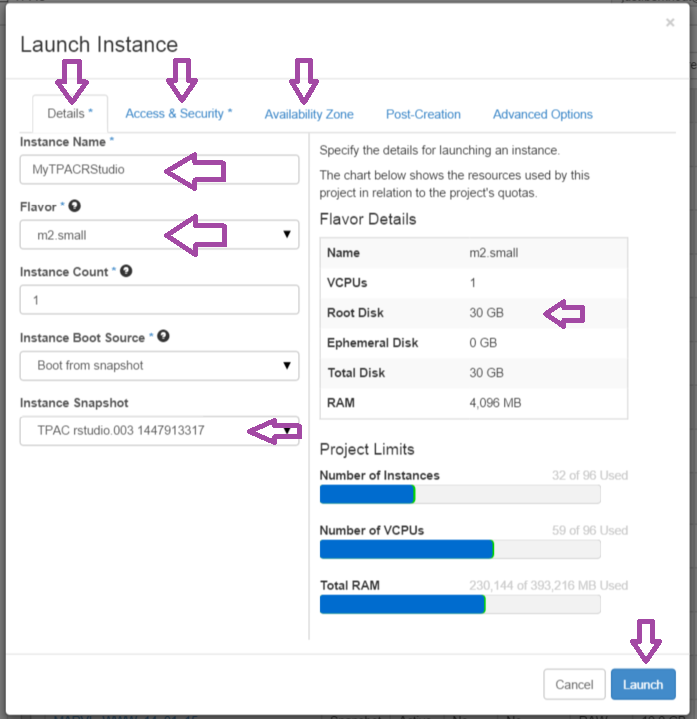 ×
Launch Instance
Details *
Access & Security *
Availability Zone
Post-Creation
Advanced Options
Instance Name *
MyTPACRStudio
Flavor * ?
m2.small
Instance Count * ?
1
Instance Boot Source * ?
Boot from snapshot
Instance Snapshot
TPAC rstudio.003 1447913317
Specify the details for launching an instance.
The chart below shows the resources used by this
project in relation to the project's quotas.
Flavor Details
Name m2.small
VCPUs 1
Root Disk 30 GB
Ephemeral Disk 0 GB
Total Disk 30 GB
RAM 4,096 MB
Project Limits
Number of Instances 32 of 96 Used
Number of VCPUs 59 of 96 Used
Total RAM 230,144 of 393,216 MB Used
Cancel
Launch